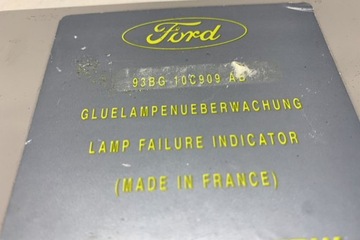 Ford
93BG 10C909 AB
GLUELAMPENUEBERWACHUNG
LAMP FAILURE INDICATOR
(MADE IN FRANCE)